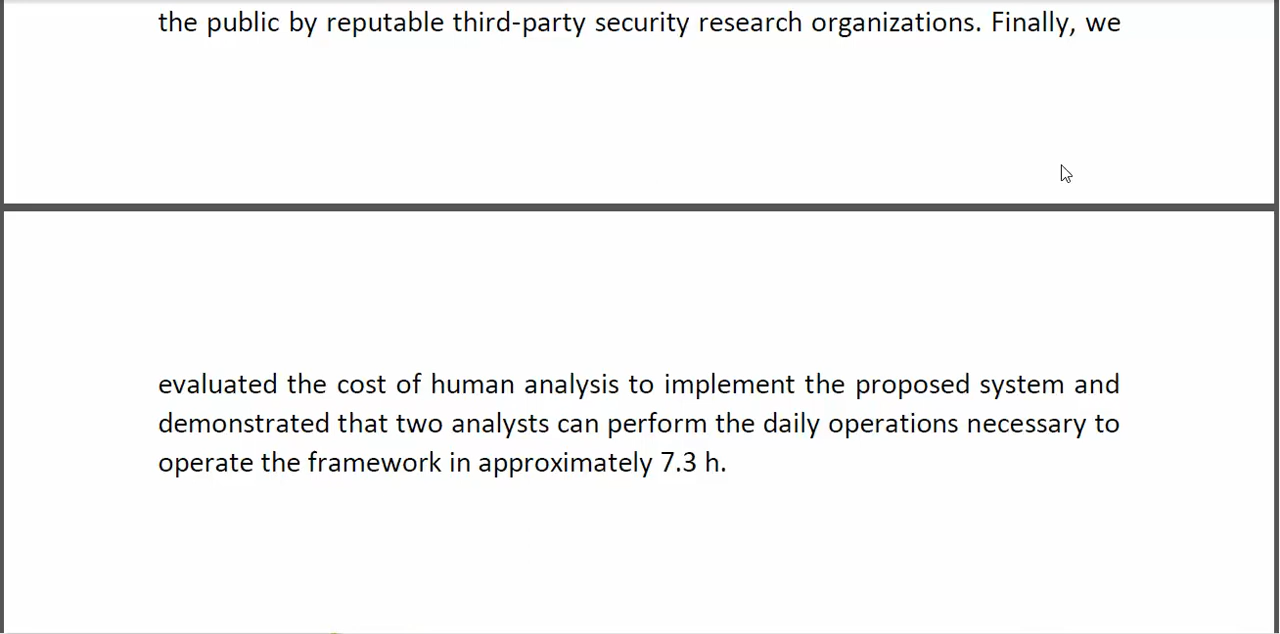 the public by reputable third-party security research organizations. Finally, we
evaluated the cost of human analysis to implement the proposed system and
demonstrated that two analysts can perform the daily operations necessary to
operate the framework in approximately 7.3 h.